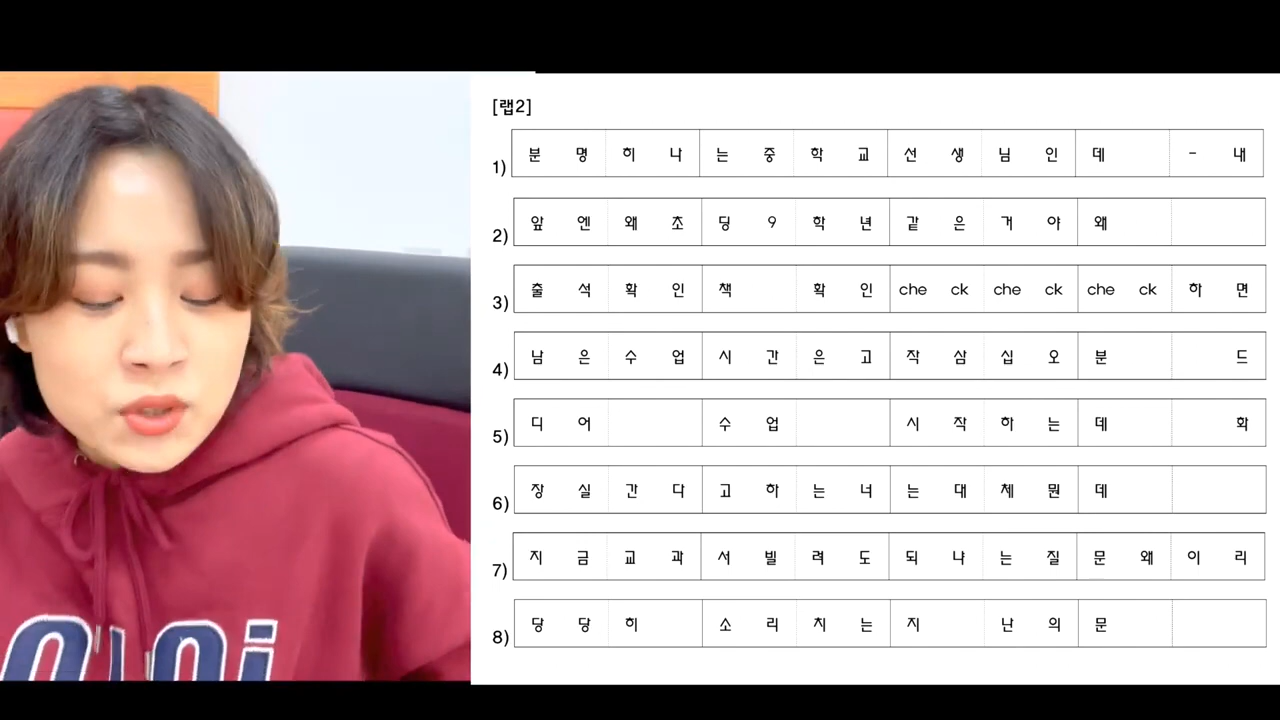 [랩2]
1) 분 명 히 나 는 중 학 교 선 생 님 인 데 - 내
2) 앞 엔 왜 초 딩 9 학 년 같 은 거 야 왜
3) 출 석 확 인 책 확 인 che ck che ck che ck 하 면
4) 남 은 수 업 시 간 은 고 작 삼 십 오 분 드
5) 디 어 수 업 시 작 하 는 데 화
6) 장 실 간 다 고 하 는 너 는 대 체 뭔 데
7) 지 금 교 과 서 빌 려 도 되 냐 는 질 문 왜 이 리
8) 당 당 히 소 리 치 는 지 난 의 문